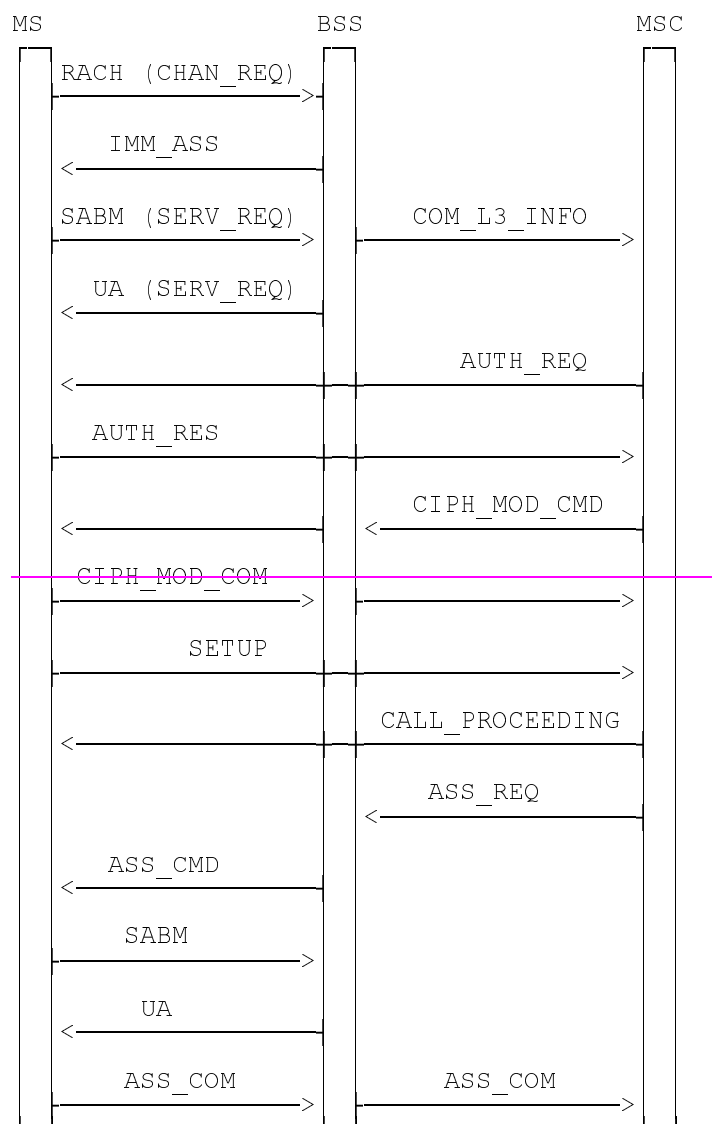 MS BSS MSC
RACH (CHAN_REQ)
IMM_ASS
SABM (SERV_REQ) COM_L3_INFO
UA (SERV_REQ)
AUTH_REQ
AUTH_RES
CIPH_MOD_CMD
CIPH_MOD_COM
SETUP
CALL_PROCEEDING
ASS_REQ
ASS_CMD
SABM
UA
ASS_COM ASS_COM